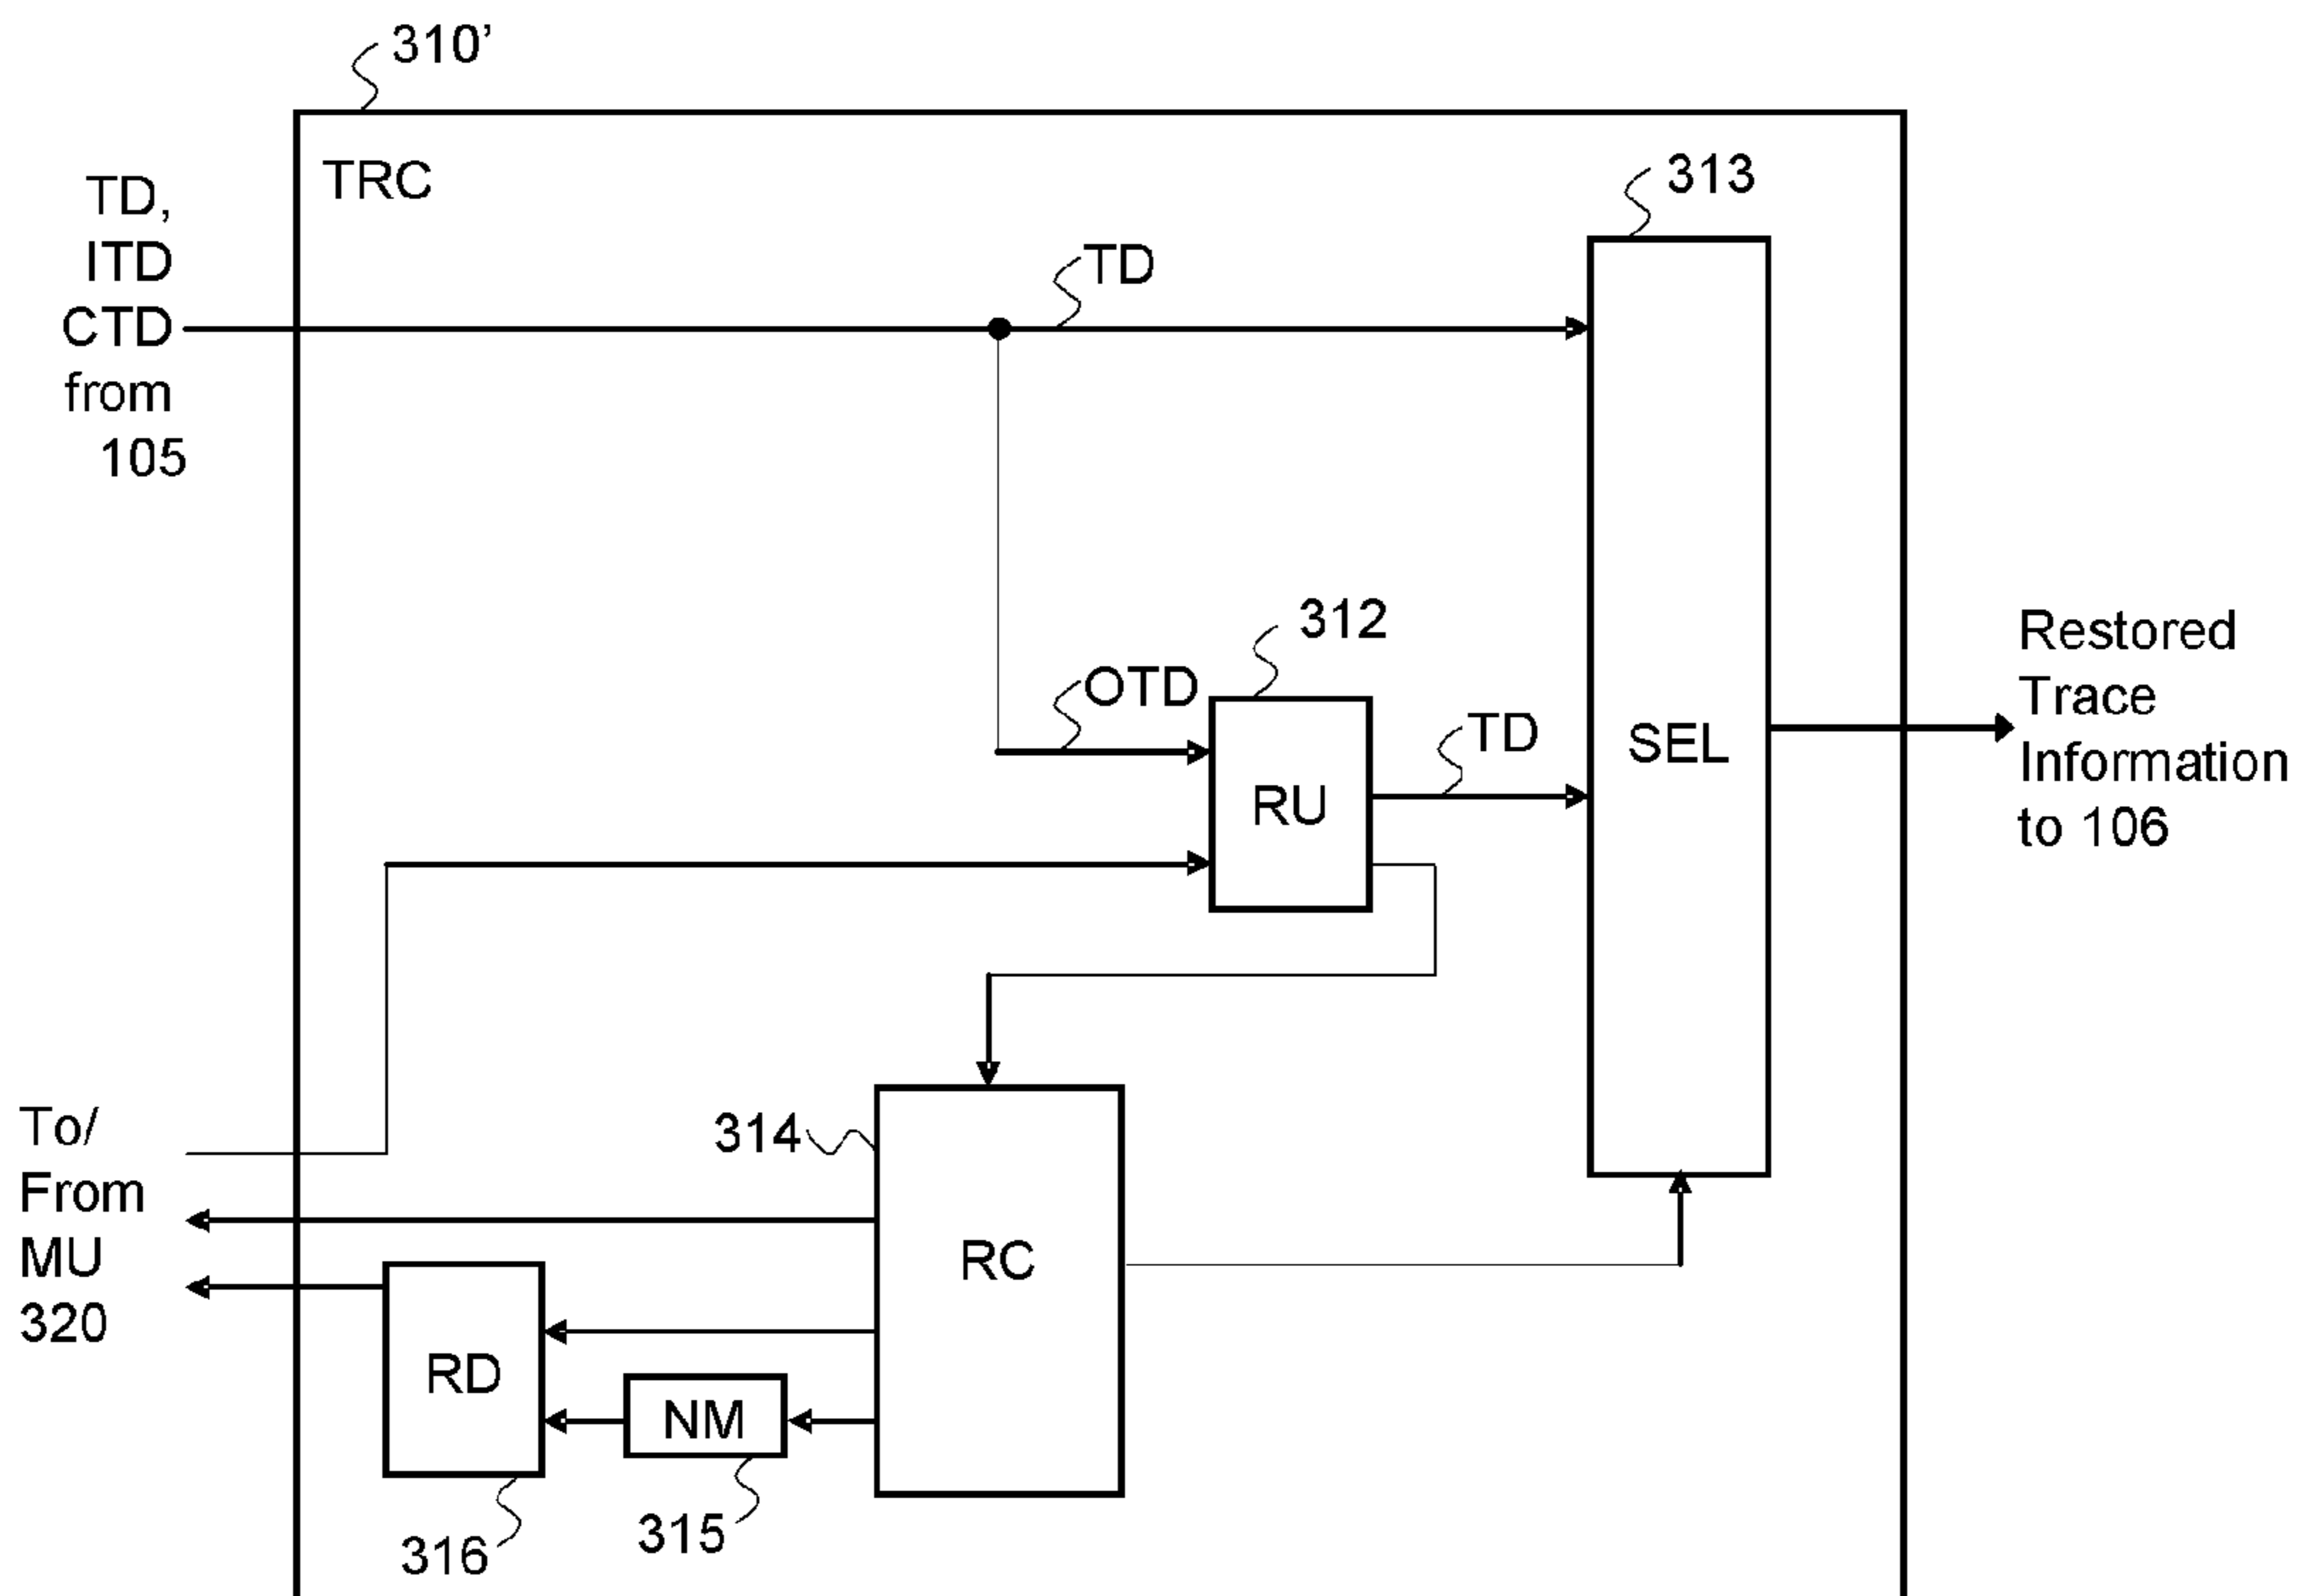 310’
TRC
TD,
ITD
CTD
from
105
TD
313
312
OTD
TD
RU
SEL
Restored
Trace
Information
to 106
314
To/
From
MU
320
RC
RD
NM
315
316